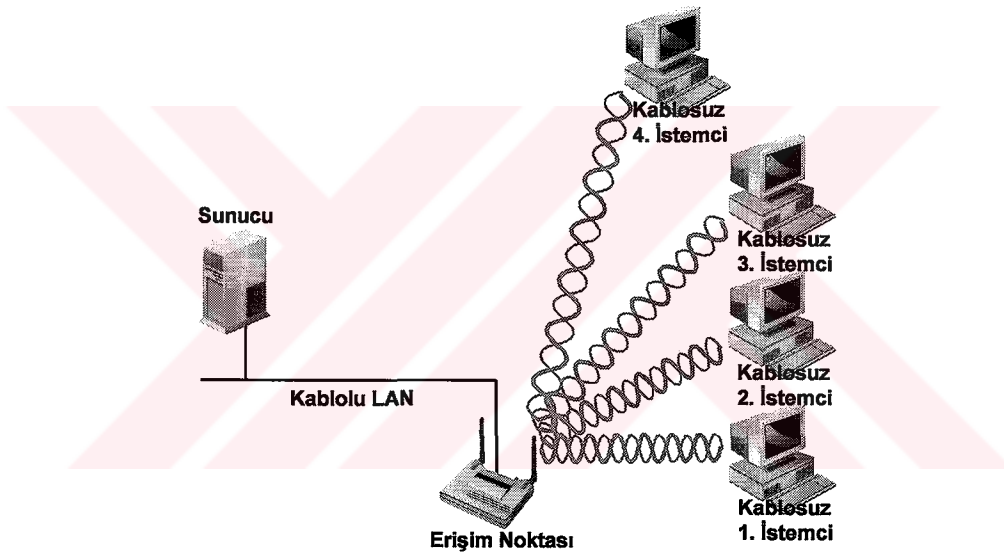 Kablosuz
4. İstemci
Kablosuz
3. İstemci
Sunucu
Kablosuz
2. İstemci
Kablolu LAN
Kablosuz
1. İstemci
Erişim Noktası